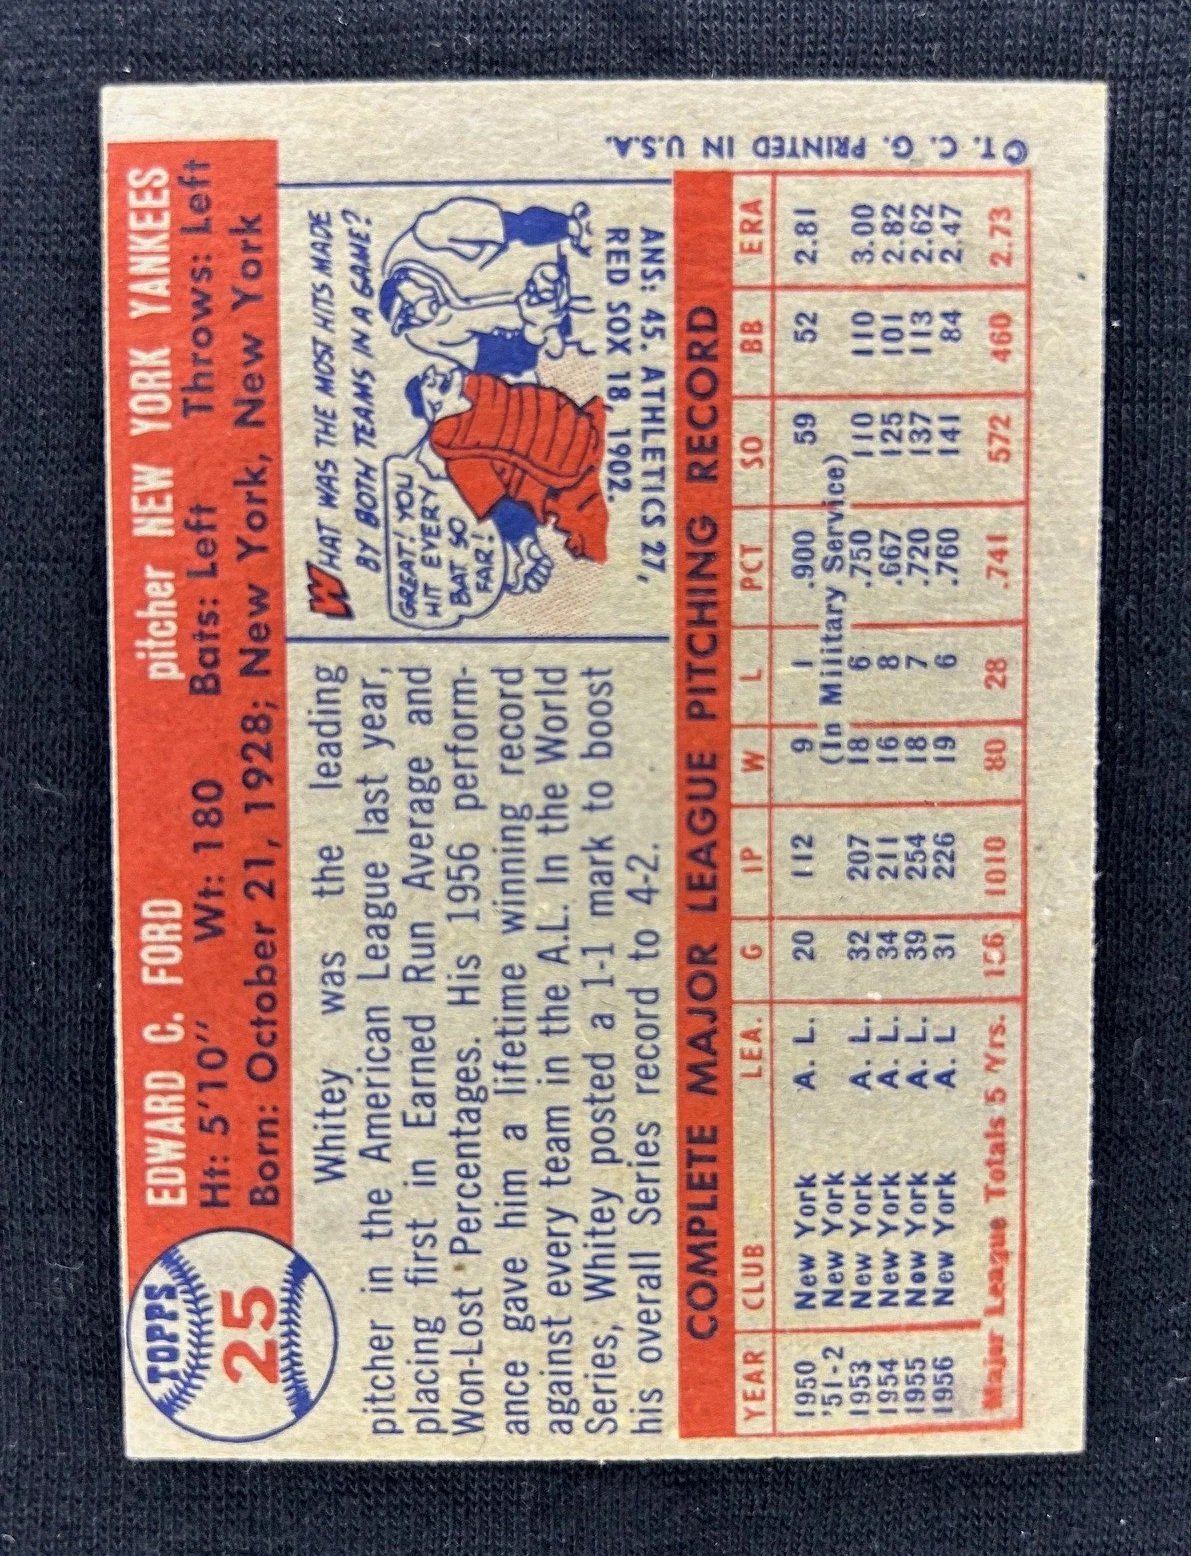 TOPPS
25
EDWARD C. FORD pitcher NEW YORK YANKEES
Ht: 5'10" Wt: 180 Bats: Left Throws: Left
Born: October 21, 1928; New York, New York
Whitey was the leading
pitcher in the American League last year,
placing first in Earned Run Average and
Won-Lost Percentages. His 1956 perform-
ance gave him a lifetime winning record
against every team in the A.L. In the World
Series, Whitey posted a 1-1 mark to boost
his overall Series record to 4-2.
WHAT WAS THE MOST HITS MADE
BY BOTH TEAMS IN A GAME?
GREAT! YOU
HIT EVERY
BAT SO
FAR!
ANS: 45. ATHLETICS 27,
RED SOX 18, 1902.
COMPLETE MAJOR LEAGUE PITCHING RECORD
YEAR CLUB LEA. G IP W L PCT SO BB ERA
1950 New York A. L. 20 112 9 1 .900 59 52 2.81
'51-2 New York (In Military Service)
1953 New York A. L. 32 207 18 6 .750 110 110 3.00
1954 New York A. L. 34 211 16 8 .667 125 101 2.82
1955 New York A. L. 39 254 18 7 .720 137 113 2.62
1956 New York A. L 31 226 19 6 .760 141 84 2.47
Major League Totals 5 Yrs. 156 1010 80 28 .741 572 460 2.73
©T. C. G. PRINTED IN U.S.A.